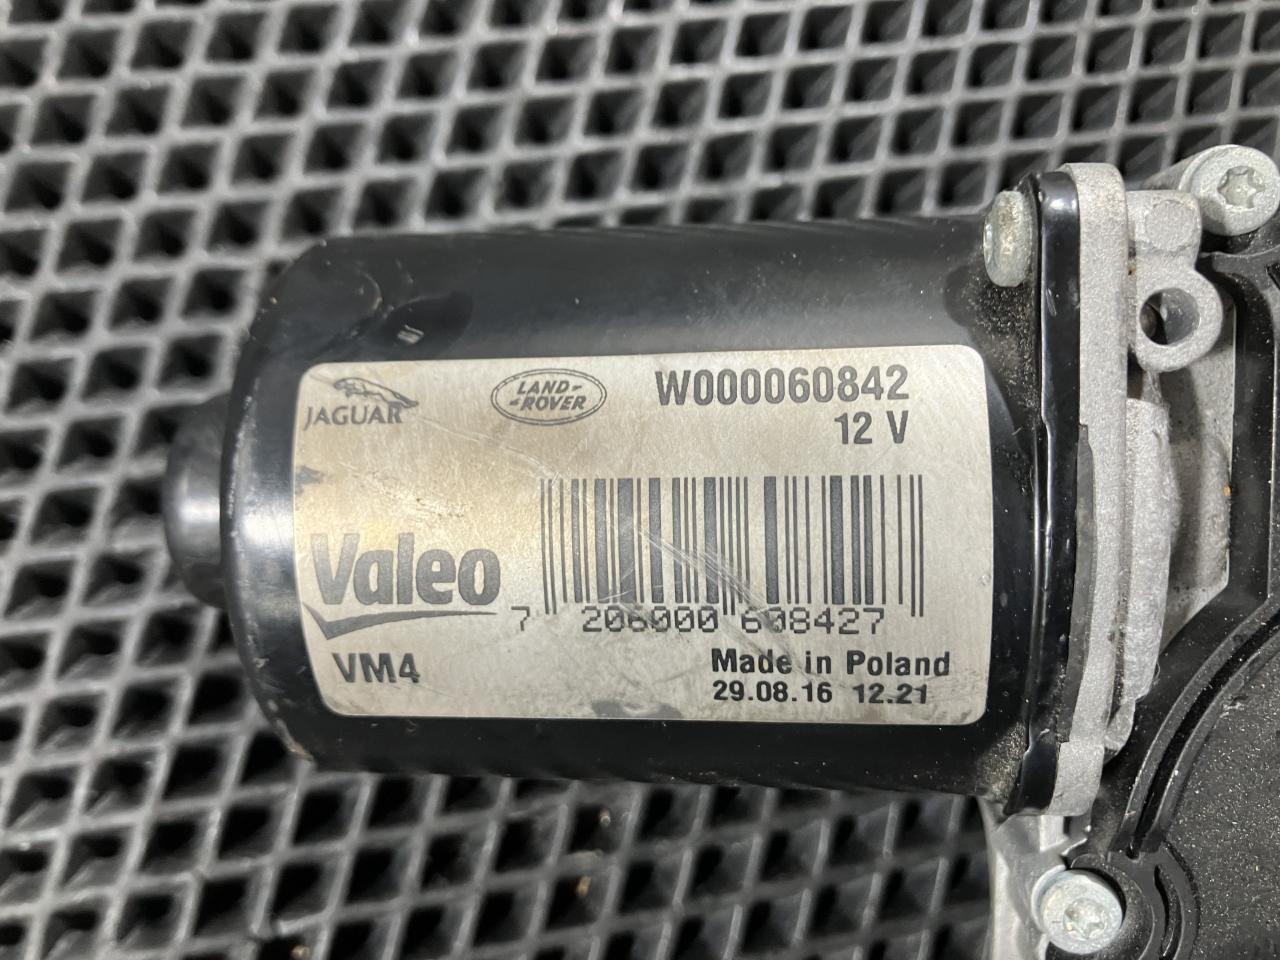 JAGUAR
LAND-
-ROVER
W000060842
12 V
Valeo
7 206000 608427
VM4
Made in Poland
29.08.16 12.21